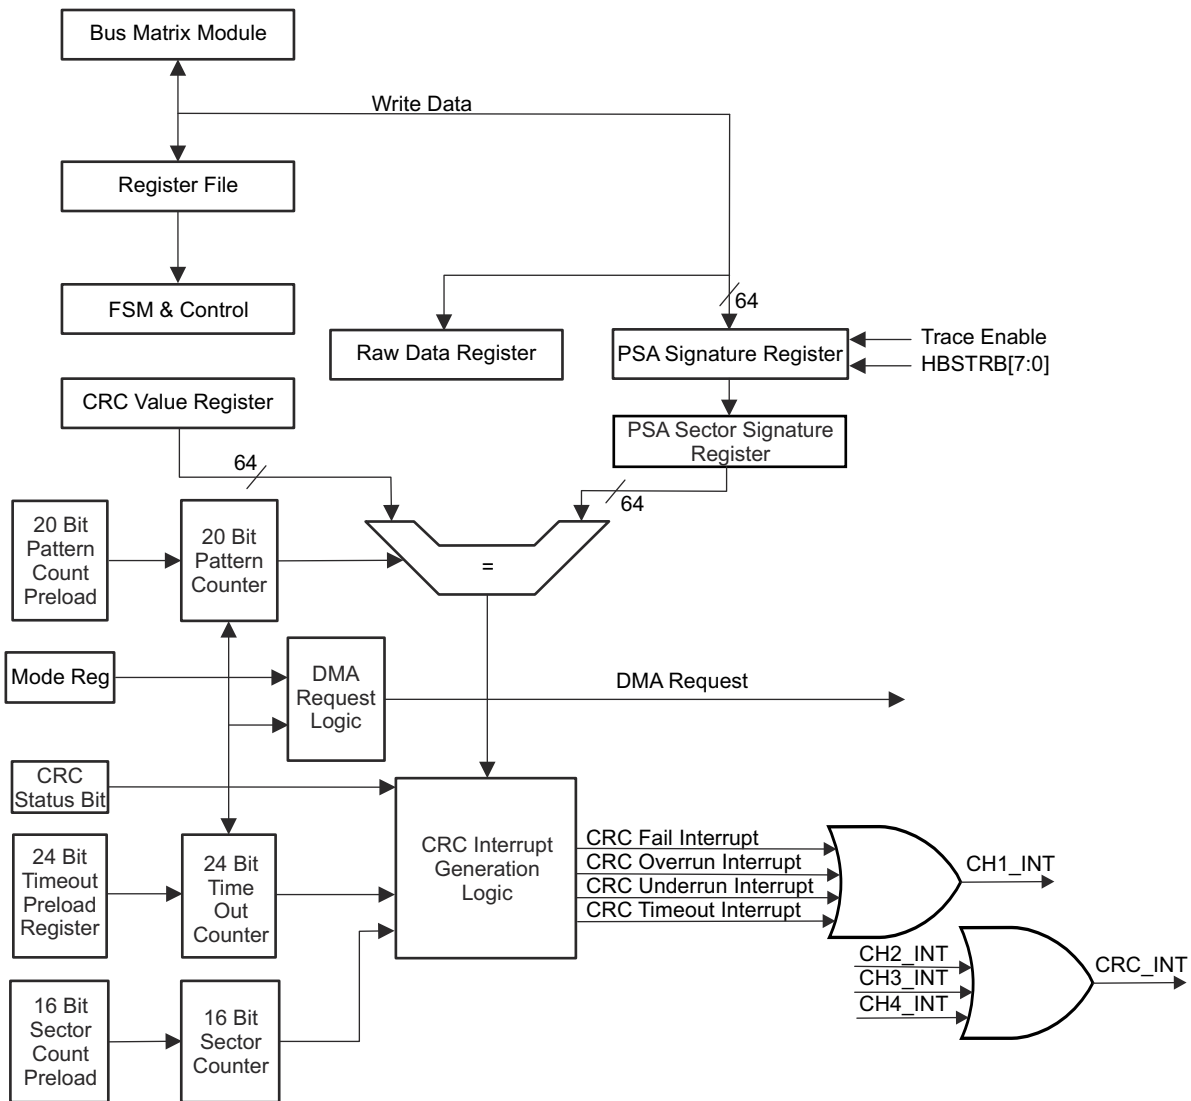 Bus Matrix Module
Write Data
Register File
FSM & Control
64
Raw Data Register
PSA Signature Register
Trace Enable
HBSTRB[7:0]
CRC Value Register
PSA Sector Signature
Register
64
64
20 Bit
Pattern
Count
Preload
20 Bit
Pattern
Counter
=
Mode Reg
DMA
Request
Logic
DMA Request
CRC
Status Bit
24 Bit
Timeout
Preload
Register
24 Bit
Time
Out
Counter
CRC Interrupt
Generation
Logic
CRC Fail Interrupt
CRC Overrun Interrupt
CRC Underrun Interrupt
CRC Timeout Interrupt
CH1_INT
CH2_INT
CH3_INT
CH4_INT
CRC_INT
16 Bit
Sector
Count
Preload
16 Bit
Sector
Counter